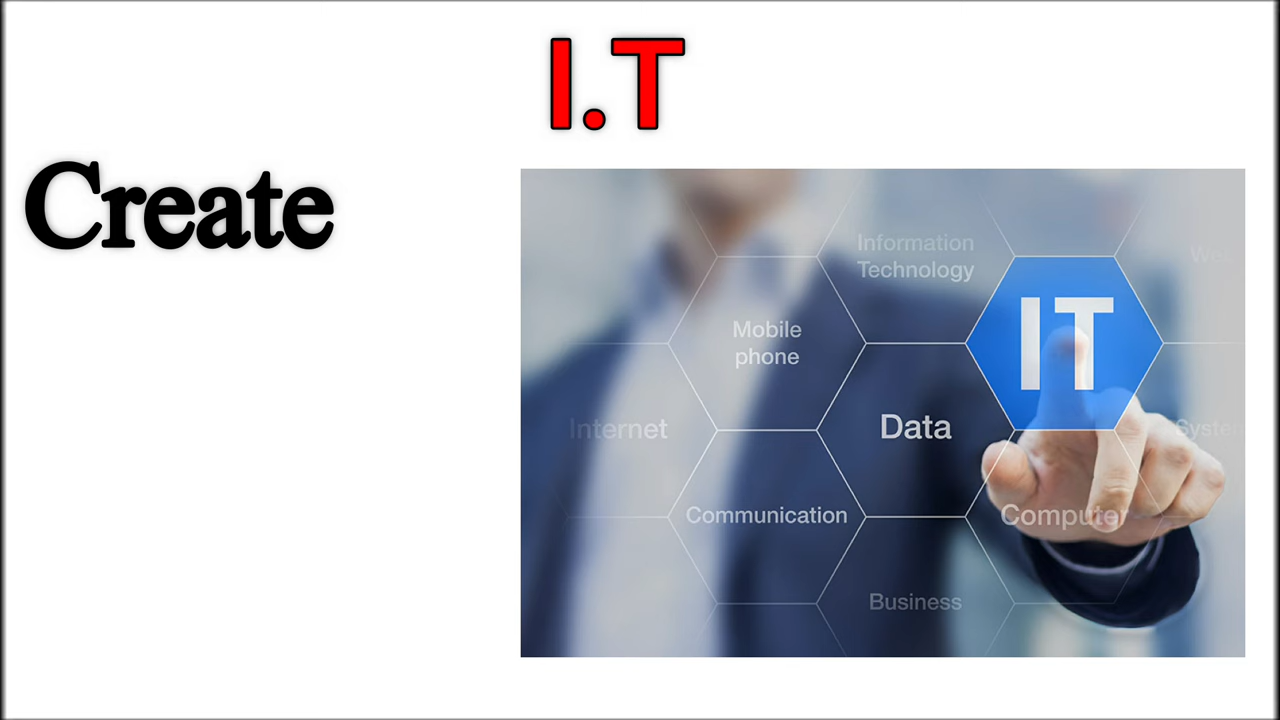 I.T
Create
Information
Technology
IT
Mobile
phone
Internet
Data
Communication
Computer
Business